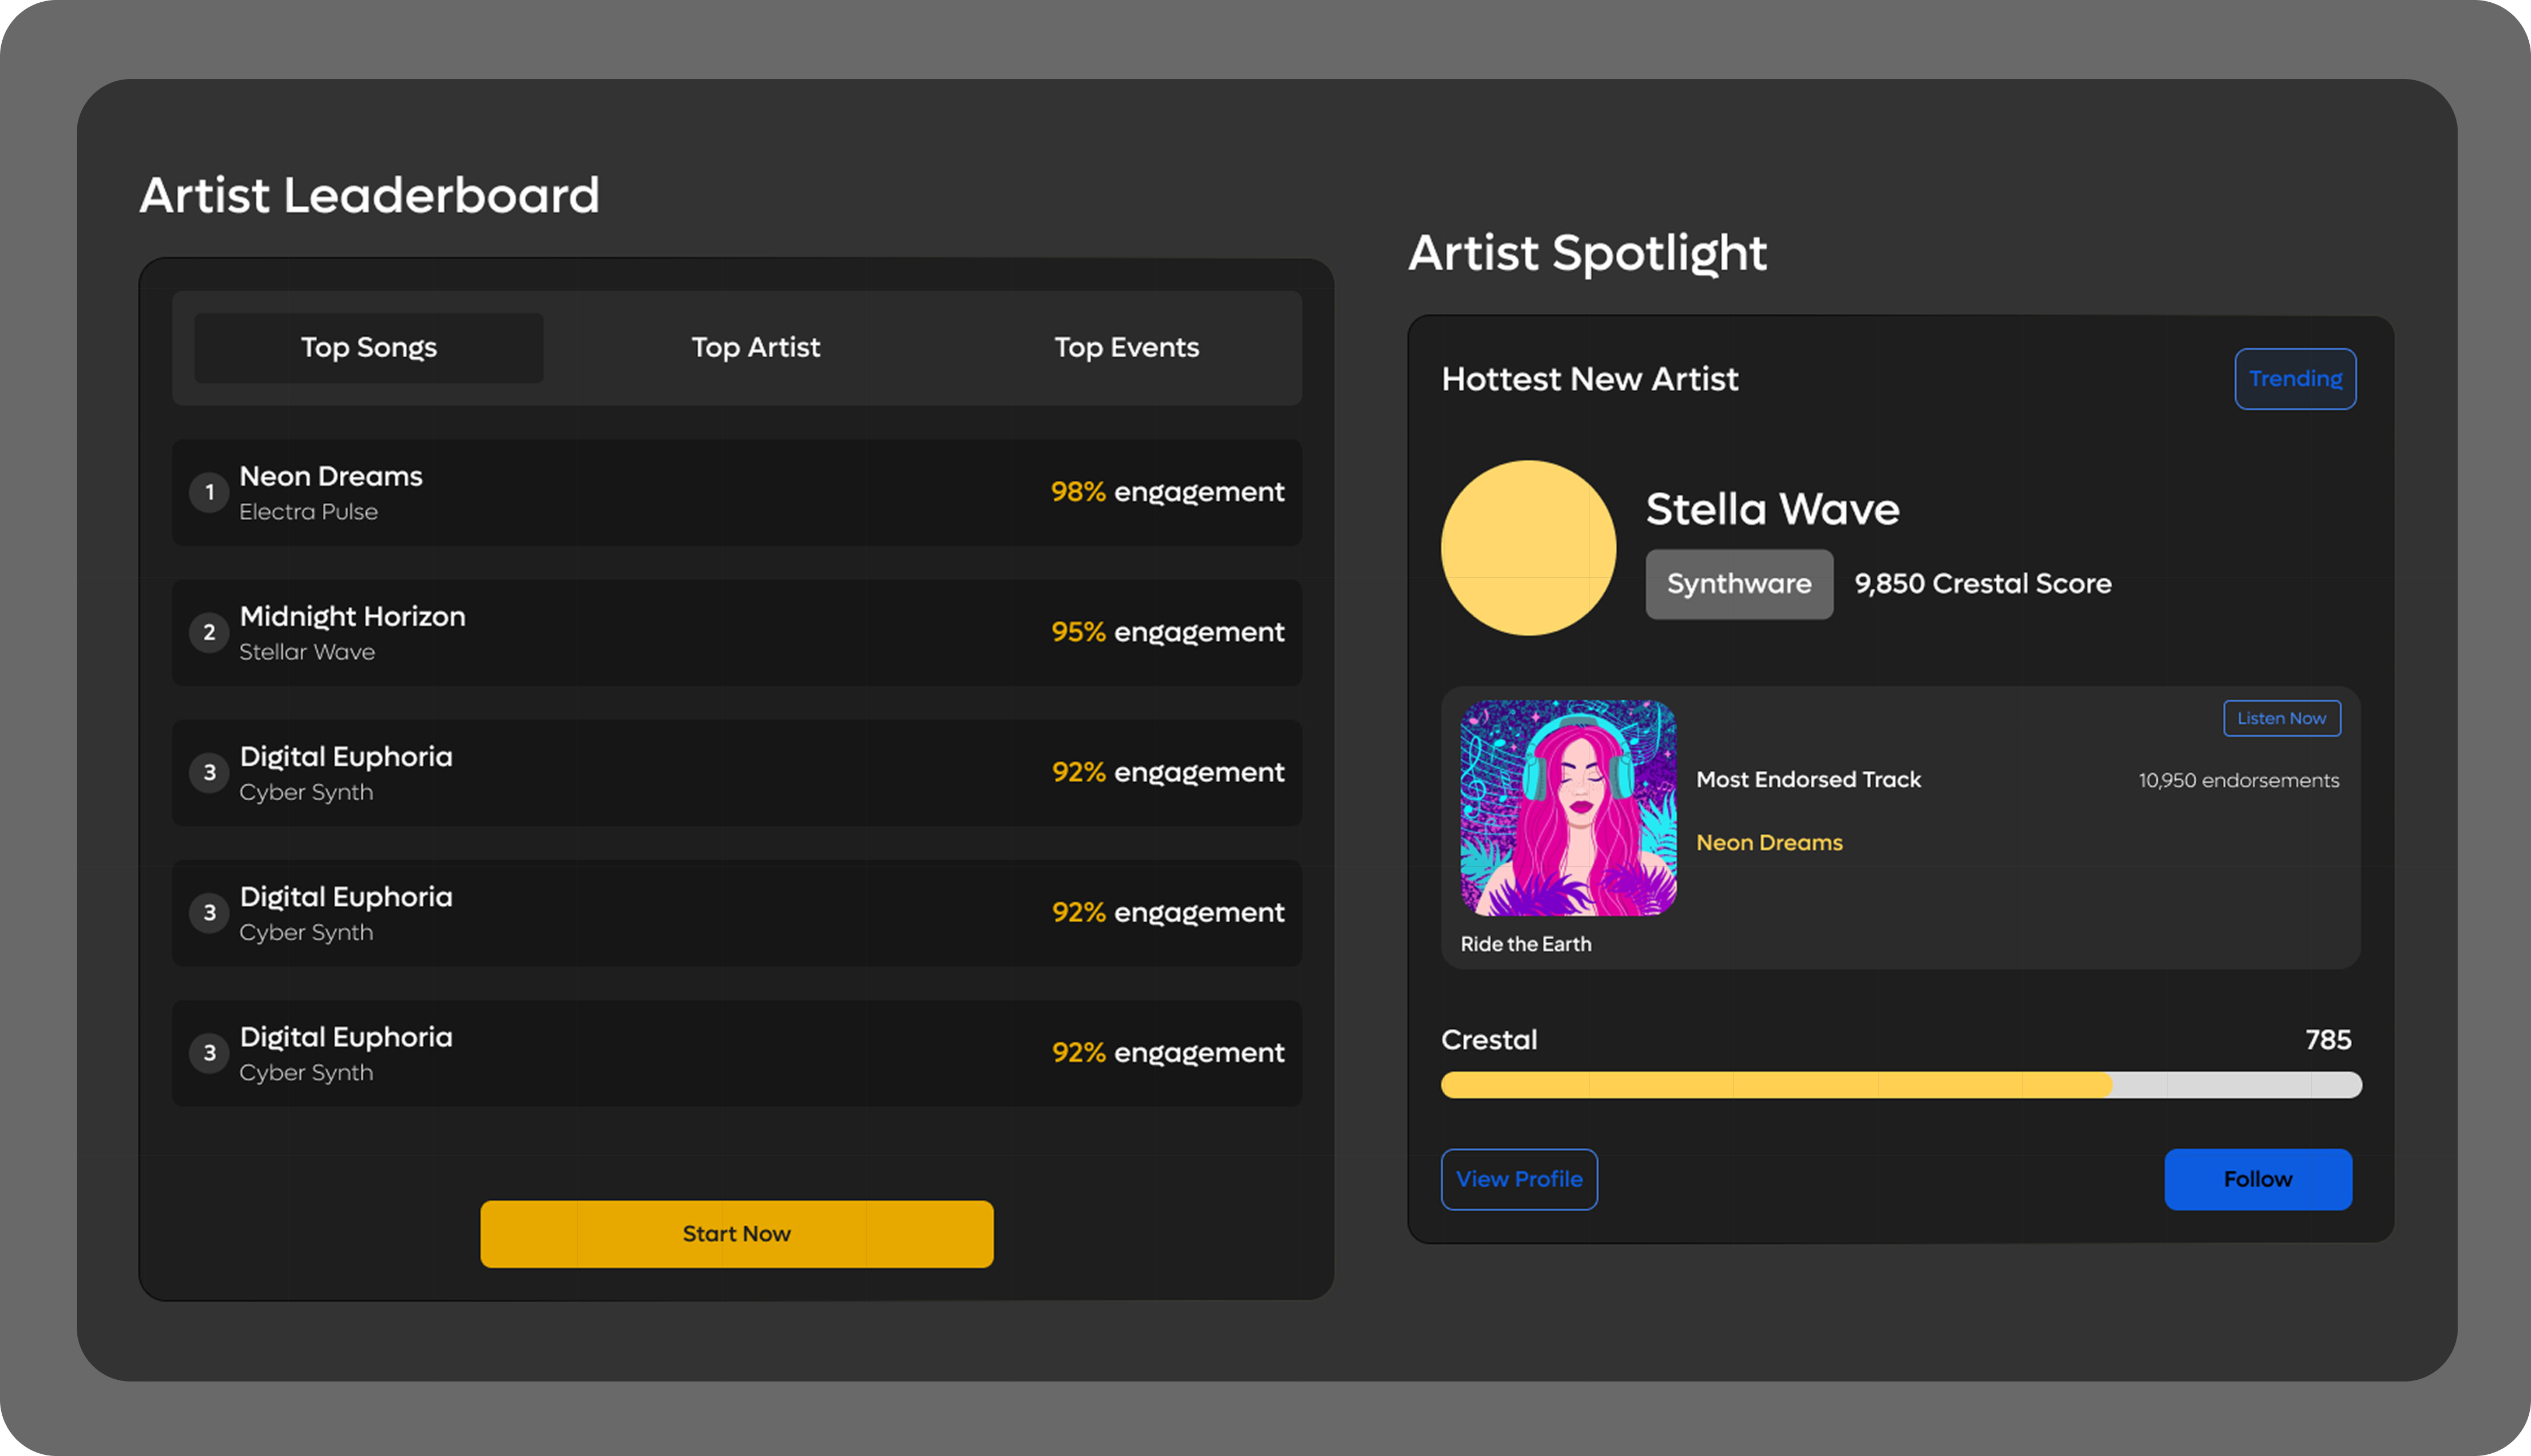 Artist Leaderboard
Top Songs
Top Artist
Top Events
1
Neon Dreams
Electra Pulse
98% engagement
2
Midnight Horizon
Stellar Wave
95% engagement
3
Digital Euphoria
Cyber Synth
92% engagement
3
Digital Euphoria
Cyber Synth
92% engagement
3
Digital Euphoria
Cyber Synth
92% engagement
Start Now
Artist Spotlight
Hottest New Artist
Trending
Stella Wave
Synthware
9,850 Crestal Score
Listen Now
Most Endorsed Track
10,950 endorsements
Neon Dreams
Ride the Earth
Crestal
785
View Profile
Follow